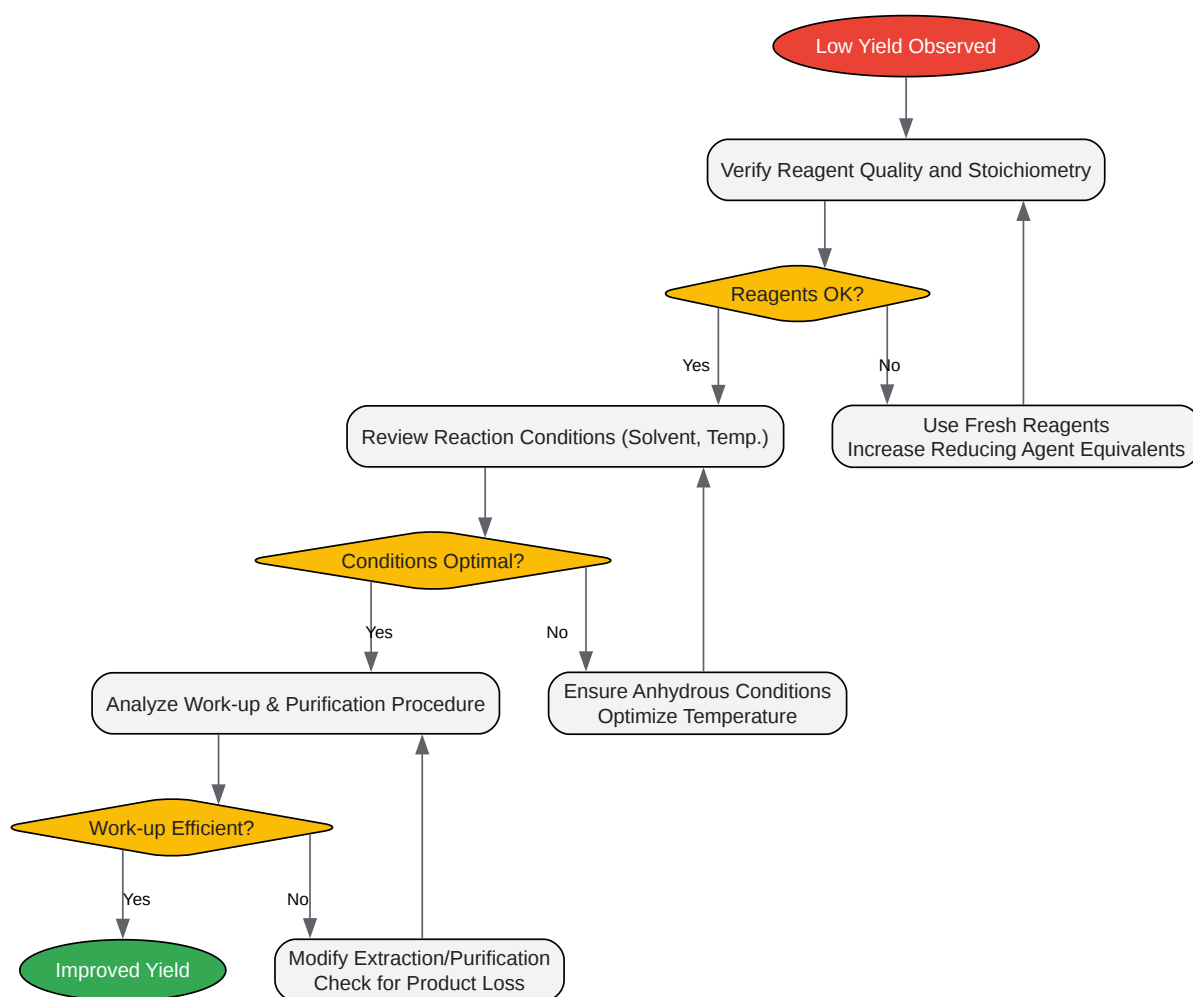 Low Yield Observed
Verify Reagent Quality and Stoichiometry
Reagents OK?
Yes
No
Review Reaction Conditions (Solvent, Temp.)
Use Fresh Reagents
Increase Reducing Agent Equivalents
Conditions Optimal?
Yes
No
Analyze Work-up & Purification Procedure
Ensure Anhydrous Conditions
Optimize Temperature
Work-up Efficient?
Yes
No
Improved Yield
Modify Extraction/Purification
Check for Product Loss